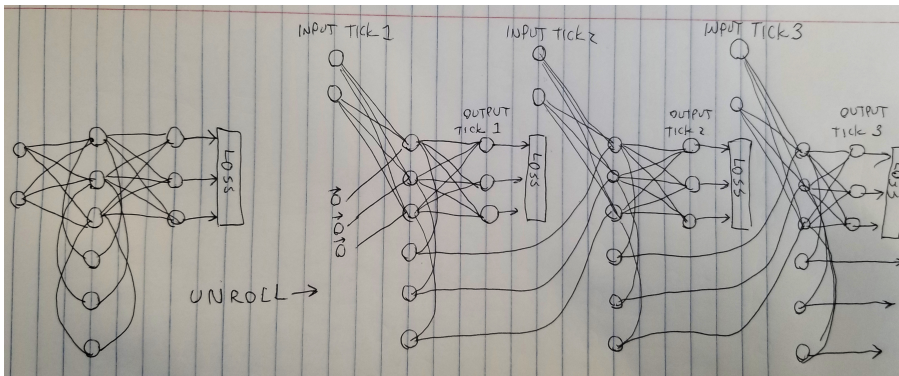 INPUT TICK 1
INPUT TICK 2
INPUT TICK 3
OUTPUT
TICK 1
OUTPUT
TICK 2
OUTPUT
TICK 3
LOSS
LOSS
LOSS
LOSS
UNROLL →